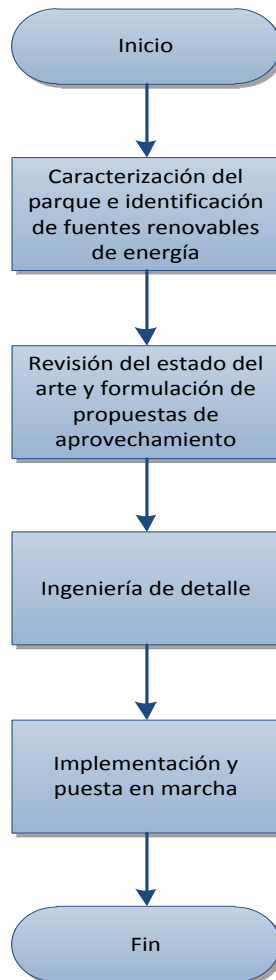 Inicio
Caracterización del
parque e identificación
de fuentes renovables
de energía
Revisión del estado del
arte y formulación de
propuestas de
aprovechamiento
Ingeniería de detalle
Implementación y
puesta en marcha
Fin